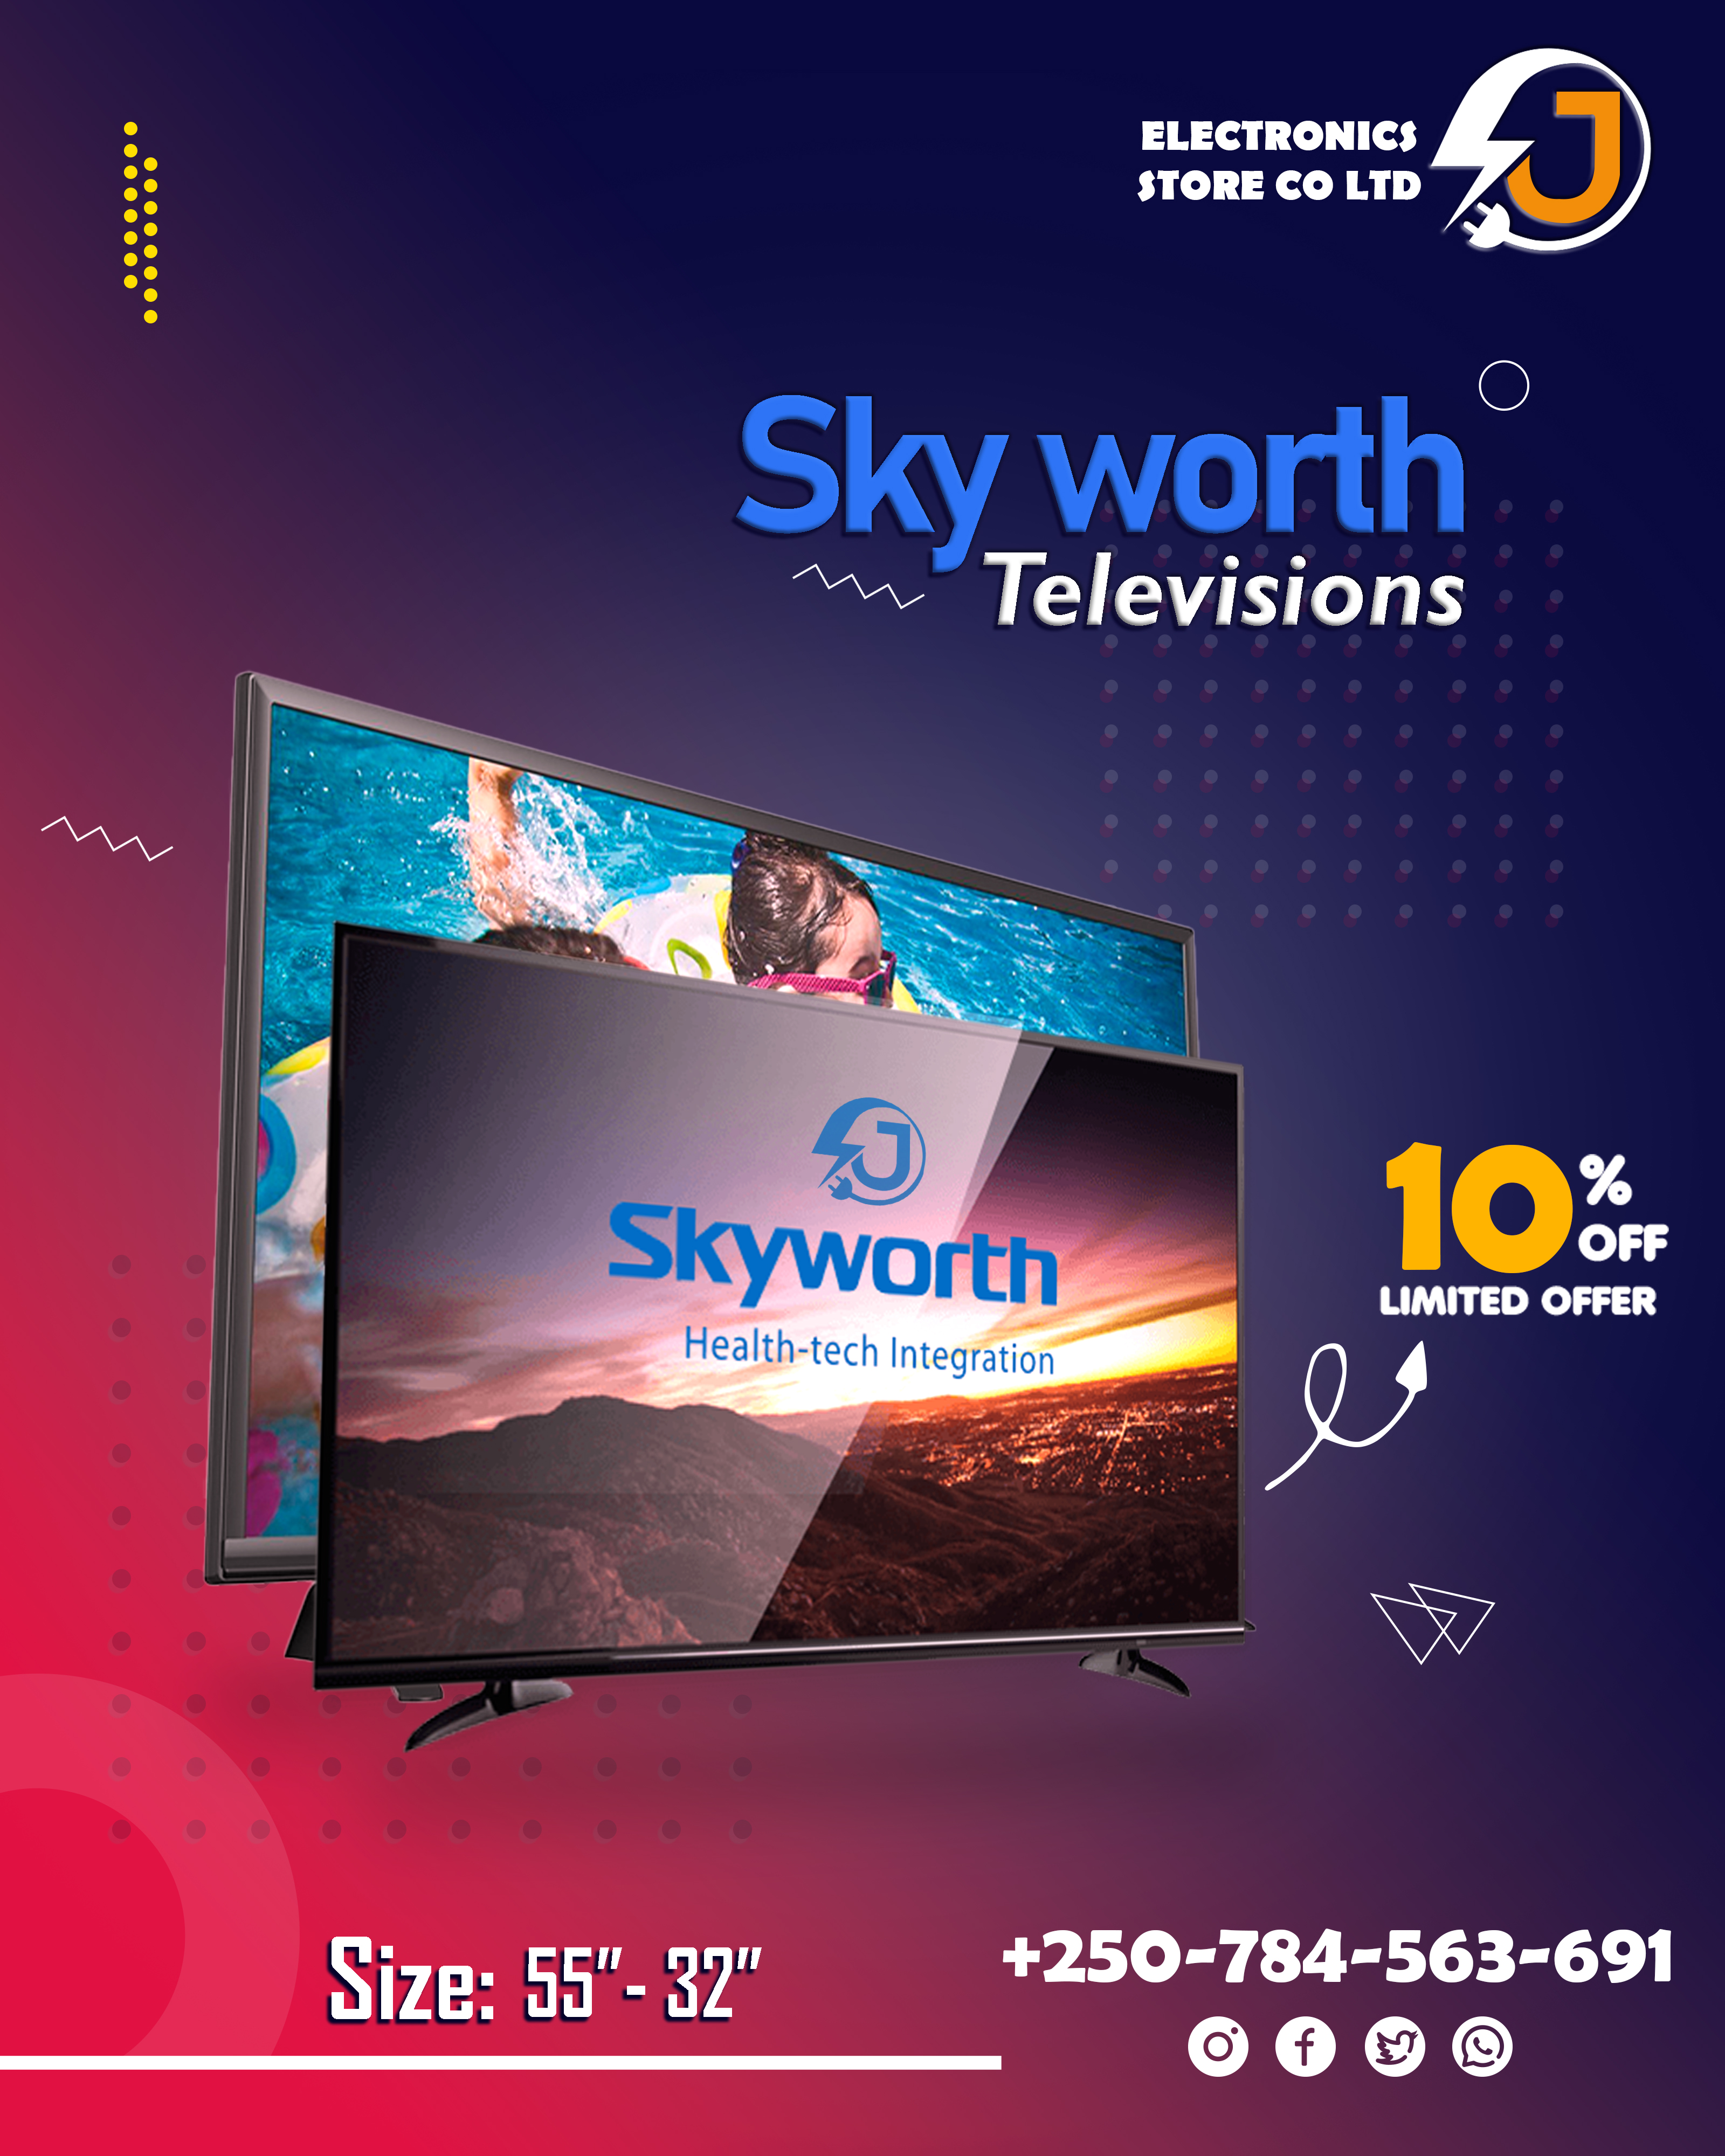 ELECTRONICS
STORE CO LTD
J
Sky worth
Televisions
J
Skyworth
Health-tech Integration
10%
OFF
LIMITED OFFER
Size: 55"- 32"
+250-784-563-691